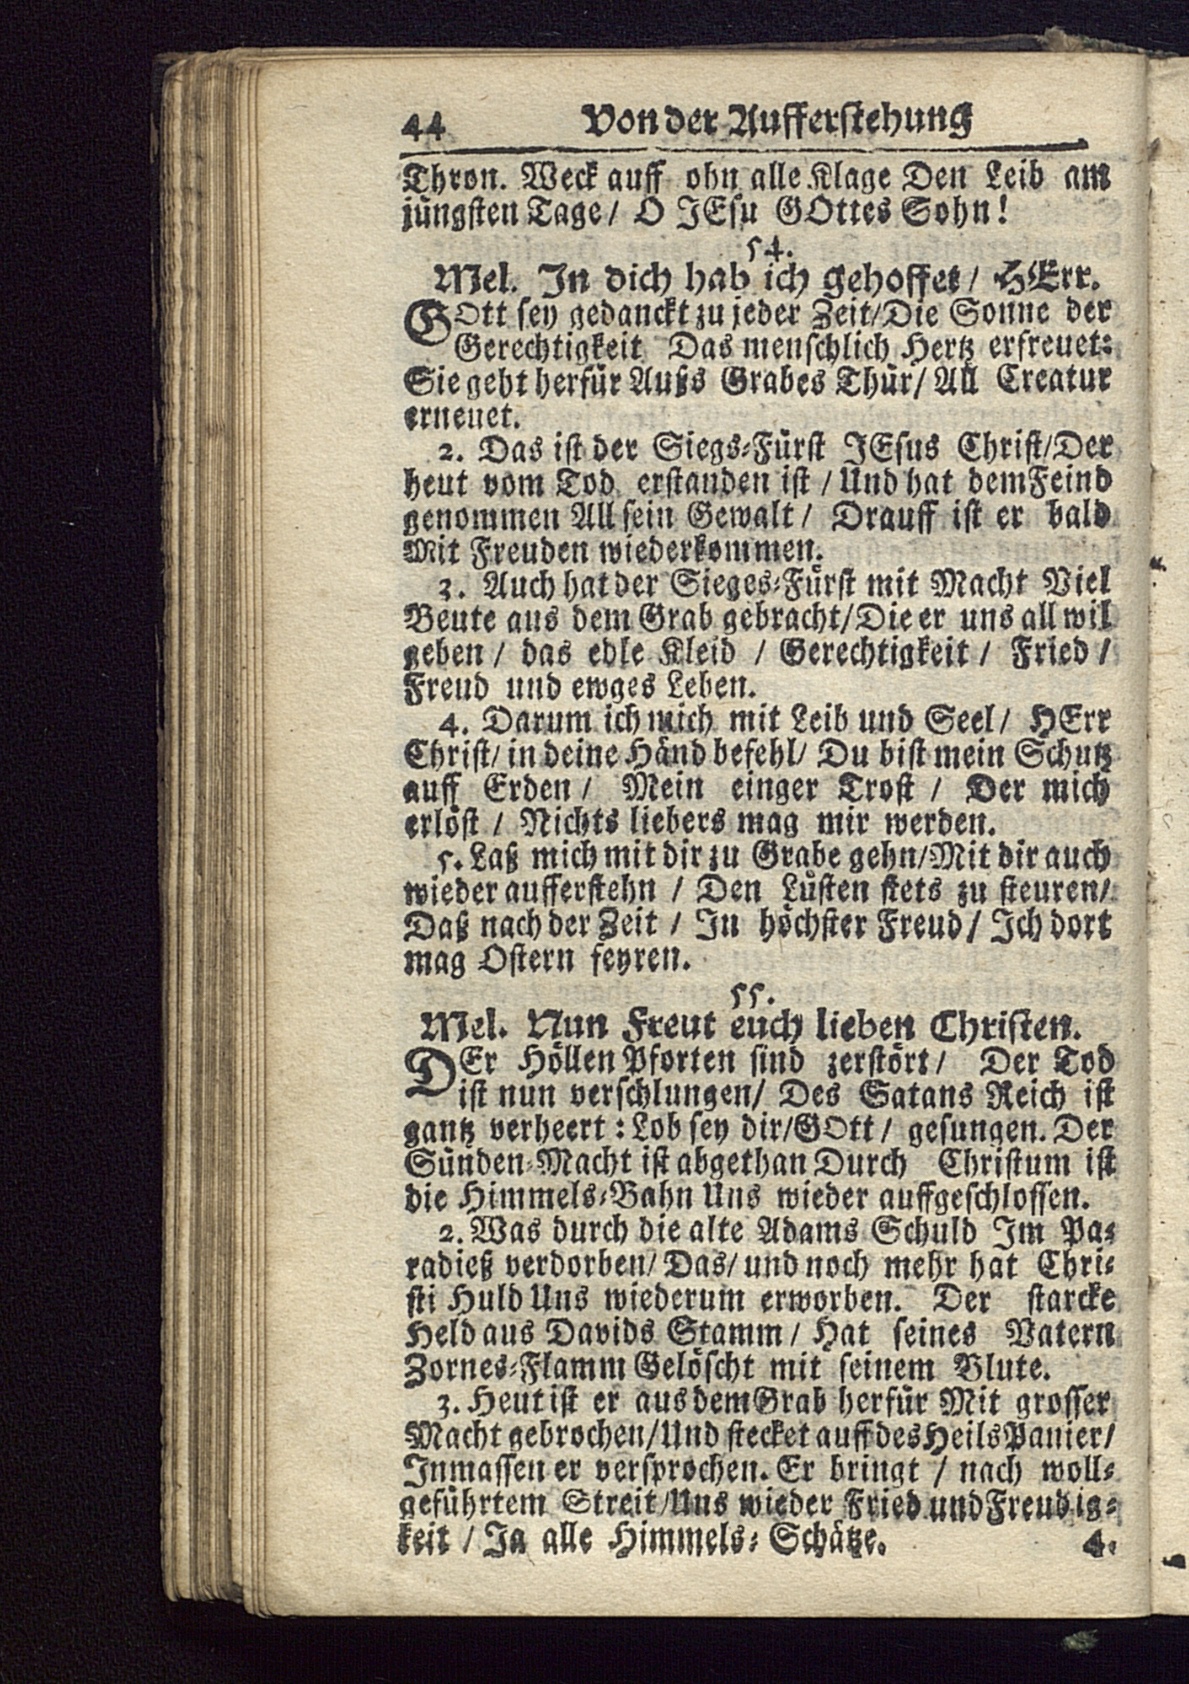 44 Von der Aufferstehung
Thron. Weck auff ohn alle Klage Den Leib am
jüngsten Tage/ O JEsu GOttes Sohn!
54.
Mel. In dich hab ich gehoffet/ HErr.
GOtt sey gedanckt zu jeder Zeit/Die Sonne der
Gerechtigkeit Das menschlich Hertz erfreuet:
Sie geht herfür Außs Grabes Thür/ All Creatur
erneuet.
2. Das ist der Siegs-Fürst JEsus Christ/Der
heut vom Tod erstanden ist / Und hat dem Feind
genommen All sein Gewalt/ Drauff ist er bald
Mit Freuden wiederkommen.
3. Auch hat der Sieges-Fürst mit Macht Viel
Beute aus dem Grab gebracht/Die er uns all wil
geben / das edle Kleid / Gerechtigkeit / Fried /
Freud und ewges Leben.
4. Darum ich mich mit Leib und Seel/ HErr
Christ/ in deine Händ befehl/ Du bist mein Schutz
auff Erden / Mein einger Trost / Der mich
erlöst / Nichts liebers mag mir werden.
5. Laß mich mit dir zu Grabe gehn/Mit dir auch
wieder aufferstehn / Den Lüsten stets zu steuren/
Daß nach der Zeit / In höchster Freud/ Ich dort
mag Ostern feyren.
55.
Mel. Nun Freut euch lieben Christen.
DEr Höllen Pforten sind zerstört/ Der Tod
ist nun verschlungen/ Des Satans Reich ist
gantz verheert: Lob sey dir/GOtt/ gesungen. Der
Sünden-Macht ist abgethan Durch Christum ist
die Himmels-Bahn Uns wieder auffgeschlossen.
2. Was durch die alte Adams Schuld Im Pa-
radieß verdorben/ Das/ und noch mehr hat Chri-
sti Huld Uns wiederum erworben. Der starcke
Held aus Davids Stamm/ Hat seines Vatern
Zornes-Flamm Gelöscht mit seinem Blute.
3. Heut ist er aus dem Grab herfür Mit grosser
Macht gebrochen/Und stecket auff des Heils Panier/
Inmassen er versprochen. Er bringt / nach woll-
geführtem Streit/Uns wieder Fried und Freudig-
keit / Ja alle Himmels-Schätze. 4.